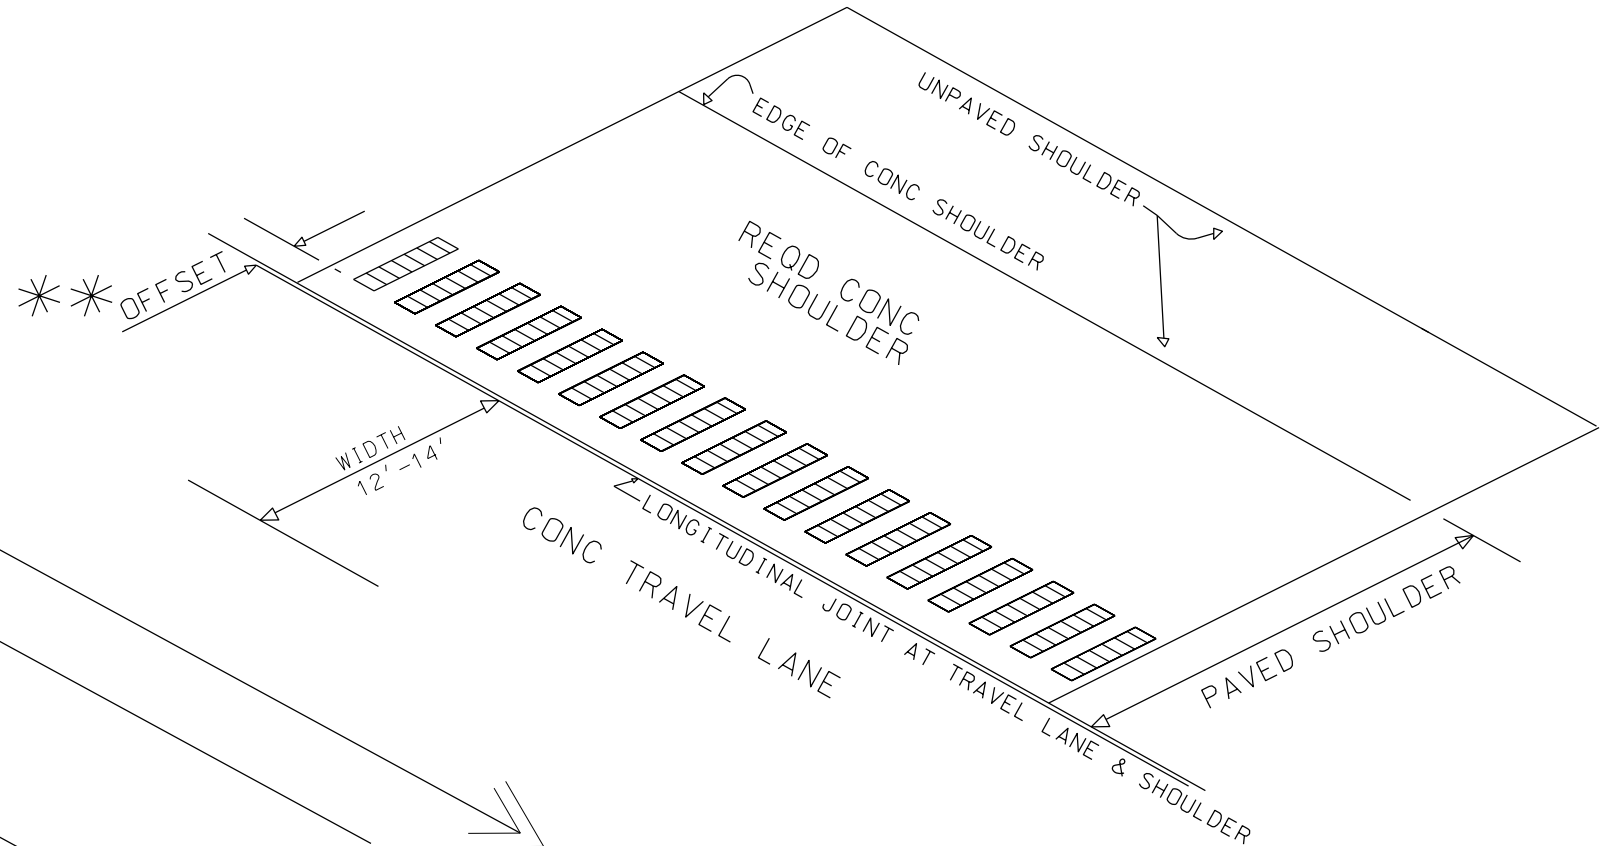 UNPAVED SHOULDER
EDGE OF CONC SHOULDER
REQD CONC
SHOULDER
** OFFSET
WIDTH
12'-14'
LONGITUDINAL JOINT AT TRAVEL LANE & SHOULDER
CONC TRAVEL LANE
PAVED SHOULDER